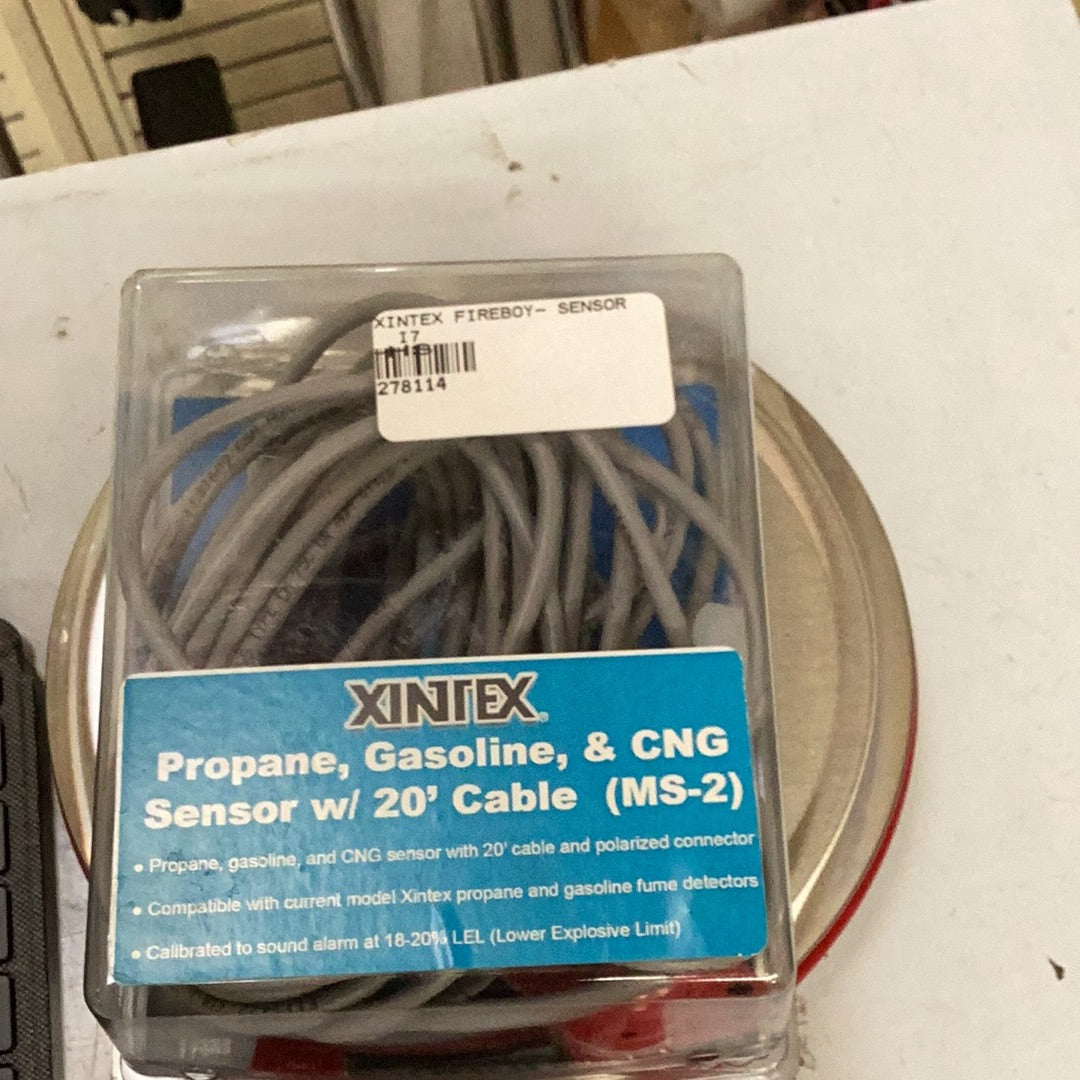 XINTEX FIREBOY- SENSOR
I7
278114
XINTEX®
Propane, Gasoline, & CNG
Sensor w/ 20' Cable (MS-2)
• Propane, gasoline, and CNG sensor with 20' cable and polarized connector
• Compatible with current model Xintex propane and gasoline fume detectors
• Calibrated to sound alarm at 18-20% LEL (Lower Explosive Limit)